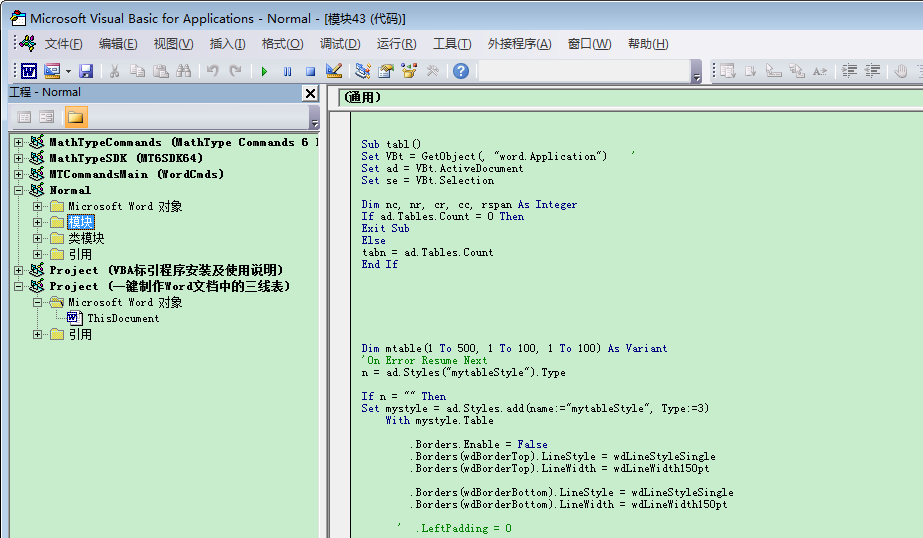 Microsoft Visual Basic for Applications - Normal - [模块43 (代码)]
文件(F) 编辑(E) 视图(V) 插入(I) 格式(O) 调试(D) 运行(R) 工具(T) 外接程序(A) 窗口(W) 帮助(H)
工程 - Normal
(通用)
MathTypeCommands (MathType Commands 6
MathTypeSDK (MT6SDK64)
MTCommandsMain (WordCmds)
Normal
Microsoft Word 对象
模块
类模块
引用
Project (VBA标引程序安装及使用说明)
Project (一键制作Word文档中的三线表)
Microsoft Word 对象
ThisDocument
引用
Sub tabl()
Set VBt = GetObject(, "word.Application") '
Set ad = VBt.ActiveDocument
Set se = VBt.Selection
Dim nc, nr, cr, cc, rspan As Integer
If ad.Tables.Count = 0 Then
Exit Sub
Else
tabn = ad.Tables.Count
End If
Dim mtable(1 To 500, 1 To 100, 1 To 100) As Variant
'On Error Resume Next
n = ad.Styles("mytableStyle").Type
If n = "" Then
Set mystyle = ad.Styles.add(name:="mytableStyle", Type:=3)
With mystyle.Table
.Borders.Enable = False
.Borders(wdBorderTop).LineStyle = wdLineStyleSingle
.Borders(wdBorderTop).LineWidth = wdLineWidth150pt
.Borders(wdBorderBottom).LineStyle = wdLineStyleSingle
.Borders(wdBorderBottom).LineWidth = wdLineWidth150pt
' .LeftPadding = 0